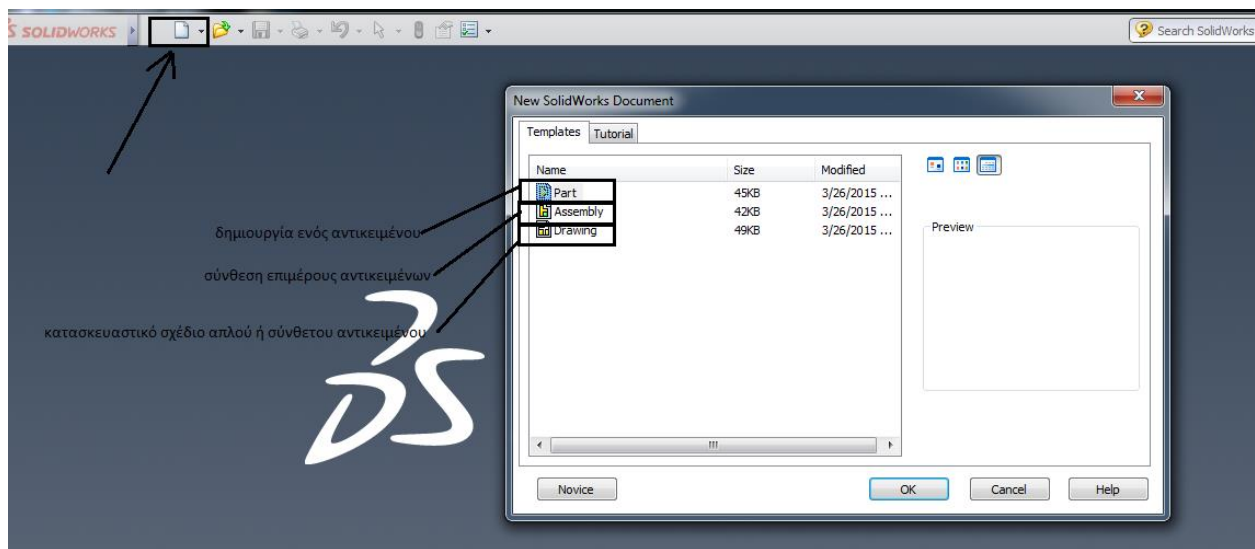 SOLIDWORKS
Search SolidWorks
New SolidWorks Document
Templates Tutorial
Name Size Modified
Part 45KB 3/26/2015 ...
Assembly 42KB 3/26/2015 ...
Drawing 49KB 3/26/2015 ...
Preview
δημιουργία ενός αντικειμένου
σύνθεση επιμέρους αντικειμένων
κατασκευαστικό σχέδιο απλού ή σύνθετου αντικειμένου
DS
Novice OK Cancel Help